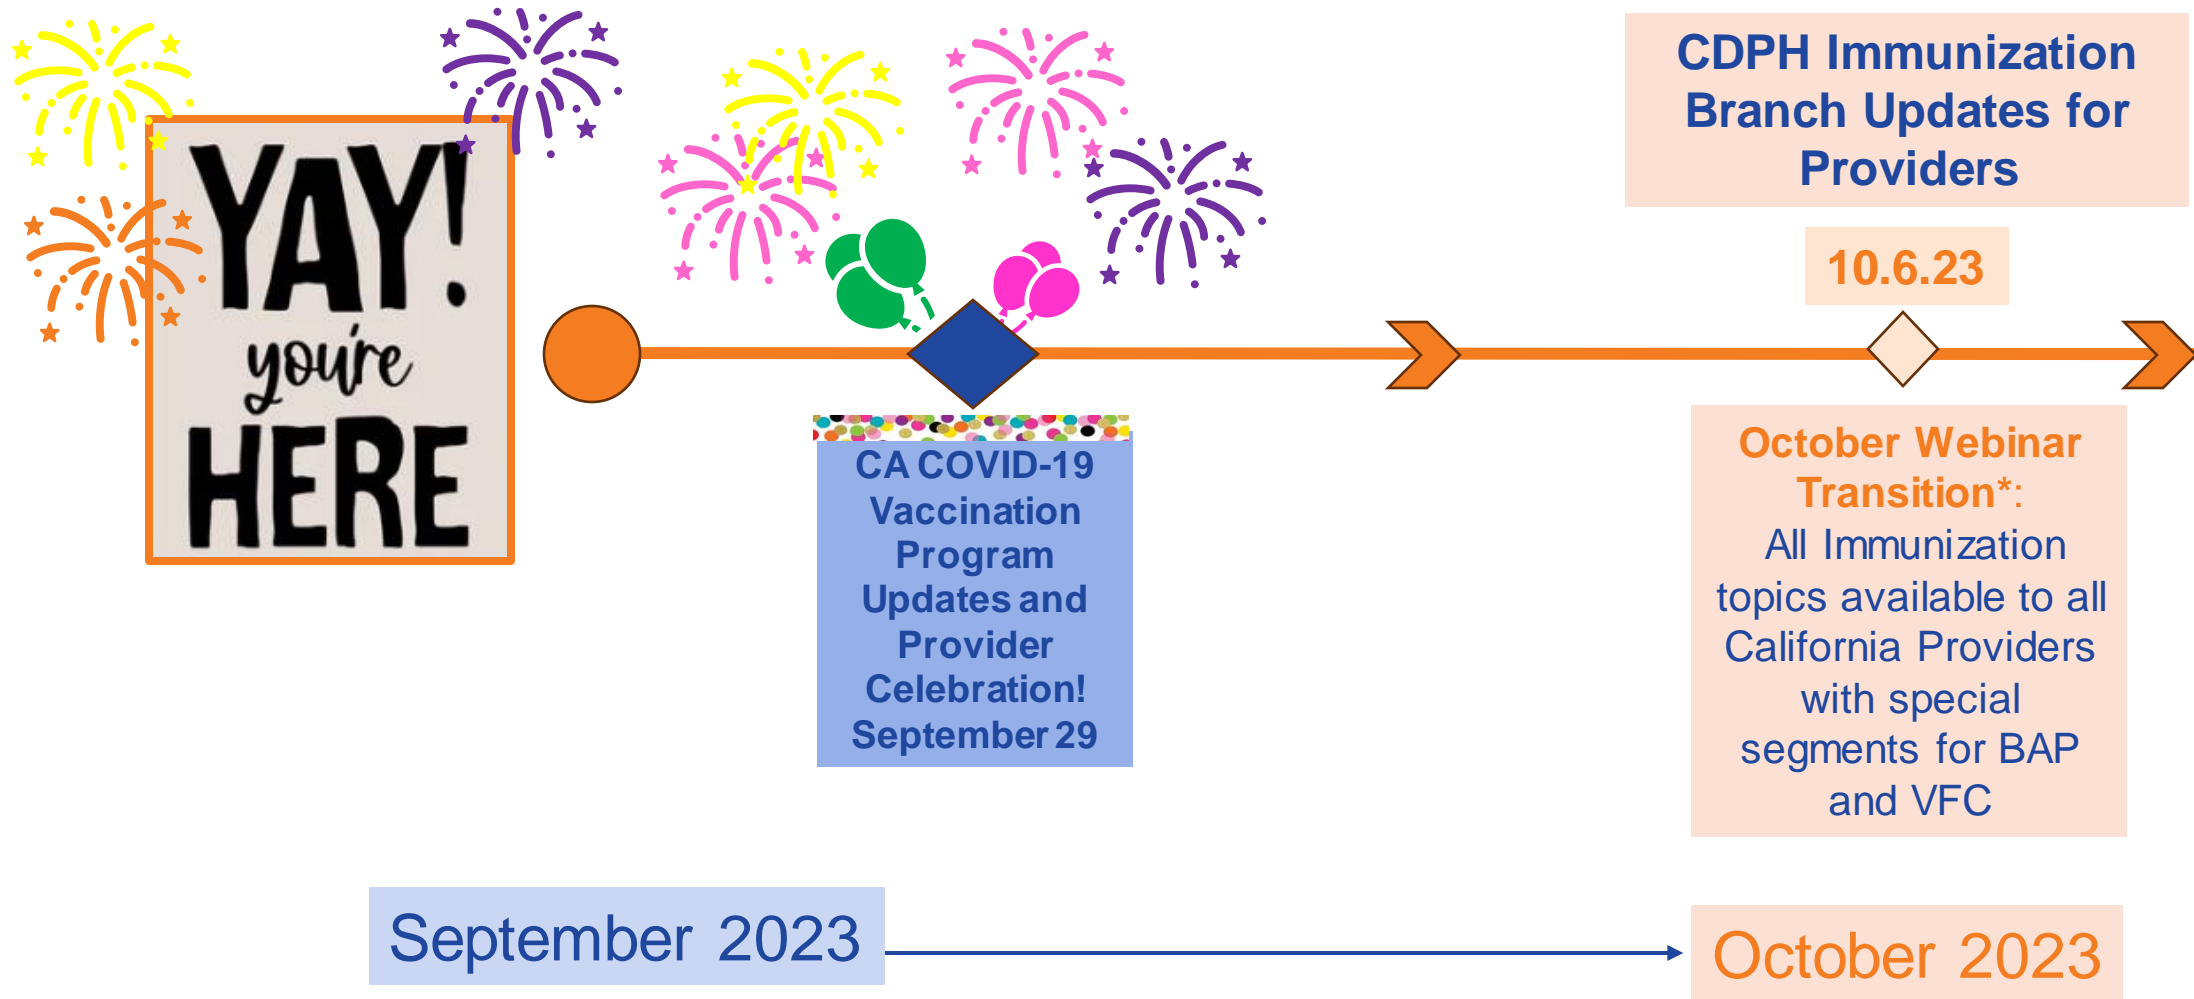 YAY!
you're
HERE
CDPH Immunization
Branch Updates for
Providers
10.6.23
CA COVID-19
Vaccination
Program
Updates and
Provider
Celebration!
September 29
October Webinar
Transition*:
All Immunization
topics available to all
California Providers
with special
segments for BAP
and VFC
September 2023
October 2023